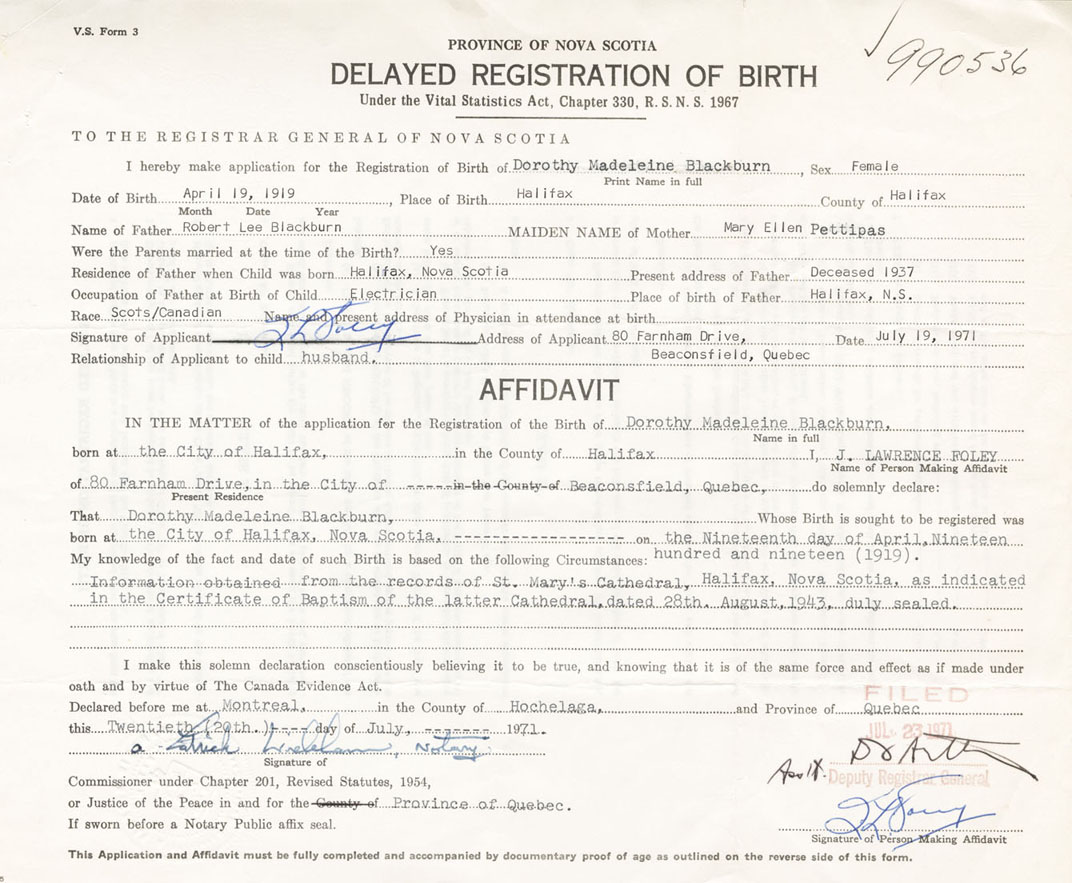 V.S. Form 3
990536
PROVINCE OF NOVA SCOTIA
DELAYED REGISTRATION OF BIRTH
Under the Vital Statistics Act, Chapter 330, R. S. N. S. 1967
TO THE REGISTRAR GENERAL OF NOVA SCOTIA
I hereby make application for the Registration of Birth of Dorothy Madeleine Blackburn, Sex Female
Print Name in full
Date of Birth April 19, 1919, Place of Birth Halifax County of Halifax
Month Date Year
Name of Father Robert Lee Blackburn MAIDEN NAME of Mother Mary Ellen Pettipas
Were the Parents married at the time of the Birth? Yes
Residence of Father when Child was born Halifax, Nova Scotia Present address of Father Deceased 1937
Occupation of Father at Birth of Child Electrician Place of birth of Father Halifax, N.S.
Race Scots/Canadian Name and present address of Physician in attendance at birth
Signature of Applicant J L Foley Address of Applicant 80 Farnham Drive, Date July 19, 1971
Relationship of Applicant to child husband. Beaconsfield, Quebec
AFFIDAVIT
IN THE MATTER of the application for the Registration of the Birth of Dorothy Madeleine Blackburn,
Name in full
born at the City of Halifax, in the County of Halifax I, J. LAWRENCE FOLEY
Name of Person Making Affidavit
of 80 Farnham Drive, in the City of ----- in the County of Beaconsfield, Quebec, do solemnly declare:
Present Residence
That Dorothy Madeleine Blackburn, Whose Birth is sought to be registered was
born at the City of Halifax, Nova Scotia, ------------------ on the Nineteenth day of April, Nineteen
My knowledge of the fact and date of such Birth is based on the following Circumstances: hundred and nineteen (1919).
Information obtained from the records of St. Mary's Cathedral, Halifax, Nova Scotia, as indicated
in the Certificate of Baptism of the latter Cathedral, dated 28th. August, 1943, duly sealed.
I make this solemn declaration conscientiously believing it to be true, and knowing that it is of the same force and effect as if made under
oath and by virtue of The Canada Evidence Act.
FILED
Declared before me at Montreal, in the County of Hochelaga, and Province of Quebec
this Twentieth (20th.) --- day of July, ------- 1971.
JUL 23 1971
a Notary
Signature of
Ass't. Deputy Registrar General
Commissioner under Chapter 201, Revised Statutes, 1954,
or Justice of the Peace in and for the County of Province of Quebec.
J L Foley
If sworn before a Notary Public affix seal.
Signature of Person Making Affidavit
This Application and Affidavit must be fully completed and accompanied by documentary proof of age as outlined on the reverse side of this form.